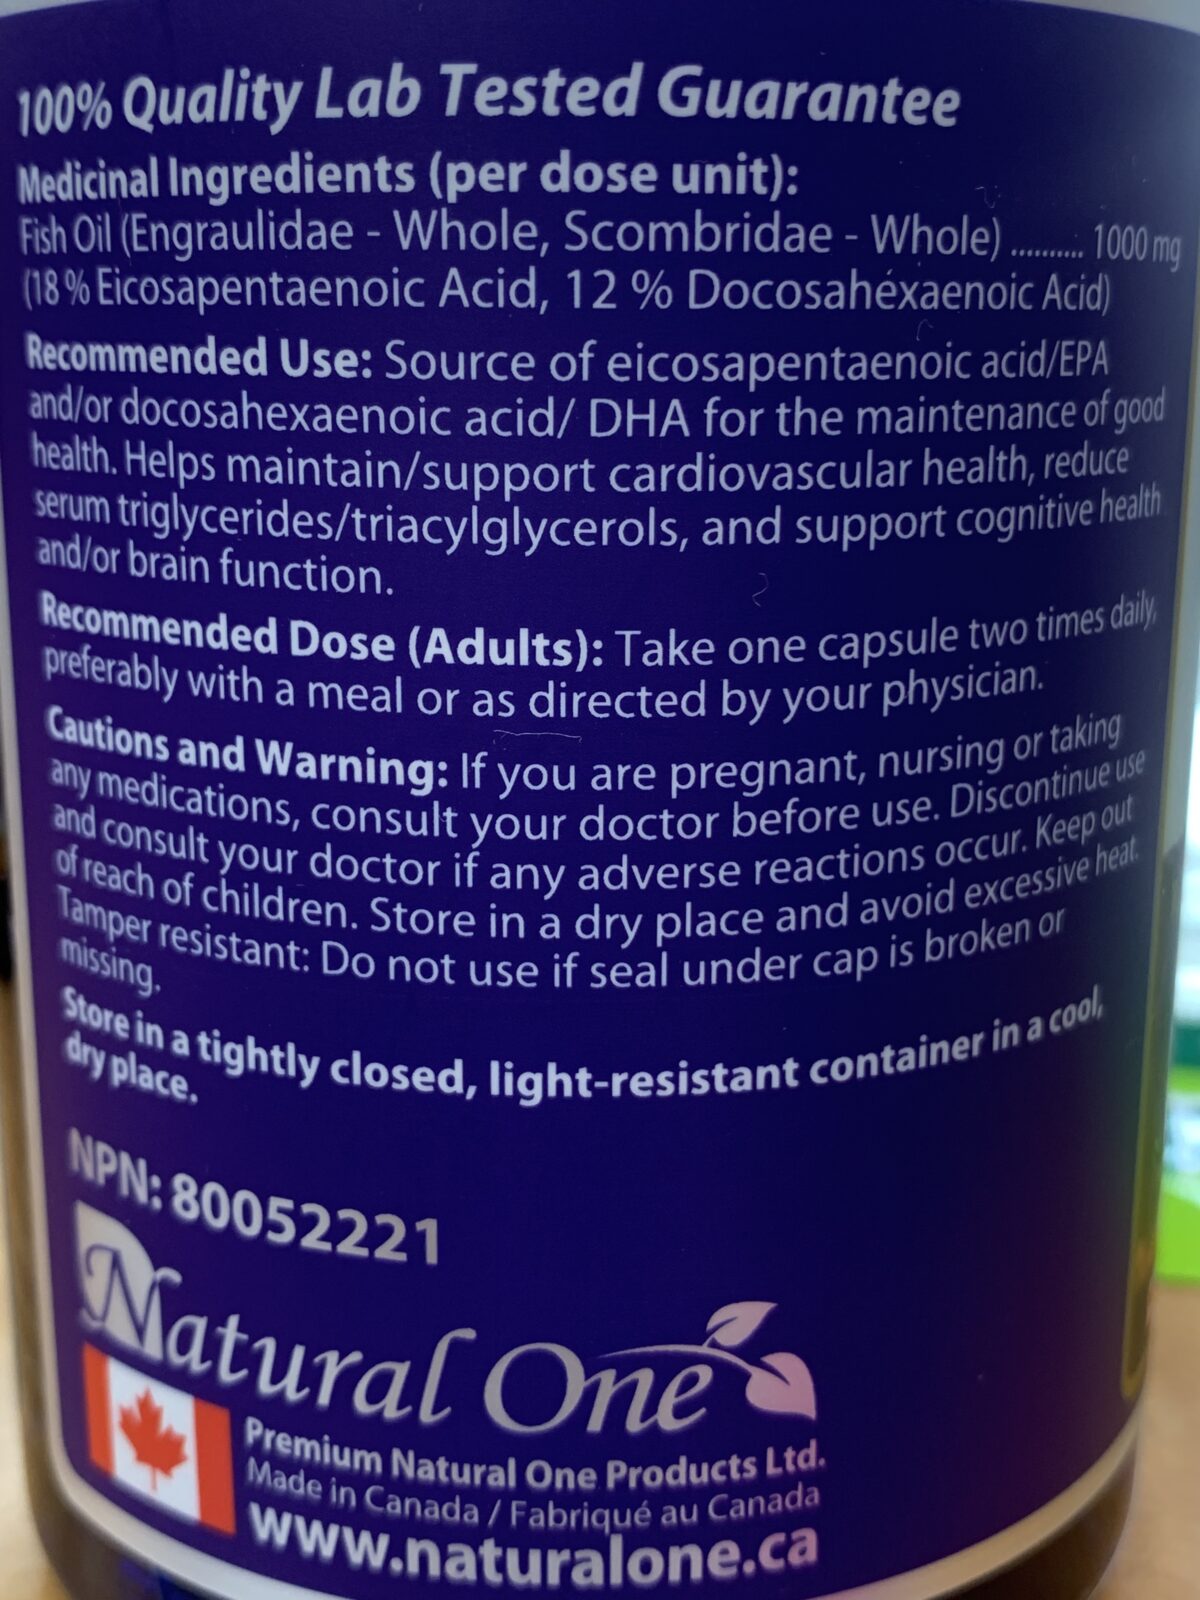 100% Quality Lab Tested Guarantee
Medicinal Ingredients (per dose unit):
Fish Oil (Engraulidae - Whole, Scombridae - Whole) .......... 1000 mg
(18 % Eicosapentaenoic Acid, 12 % Docosahexaenoic Acid)
Recommended Use: Source of eicosapentaenoic acid/EPA
and/or docosahexaenoic acid/ DHA for the maintenance of good
health. Helps maintain/support cardiovascular health, reduce
serum triglycerides/triacylglycerols, and support cognitive health
and/or brain function.
Recommended Dose (Adults): Take one capsule two times daily,
preferably with a meal or as directed by your physician.
Cautions and Warning: If you are pregnant, nursing or taking
any medications, consult your doctor before use. Discontinue use
and consult your doctor if any adverse reactions occur. Keep out
of reach of children. Store in a dry place and avoid excessive heat.
Tamper resistant: Do not use if seal under cap is broken or
missing.
Store in a tightly closed, light-resistant container in a cool,
dry place.
NPN: 80052221
Natural One
Premium Natural One Products Ltd.
Made in Canada / Fabriqué au Canada
www.naturalone.ca